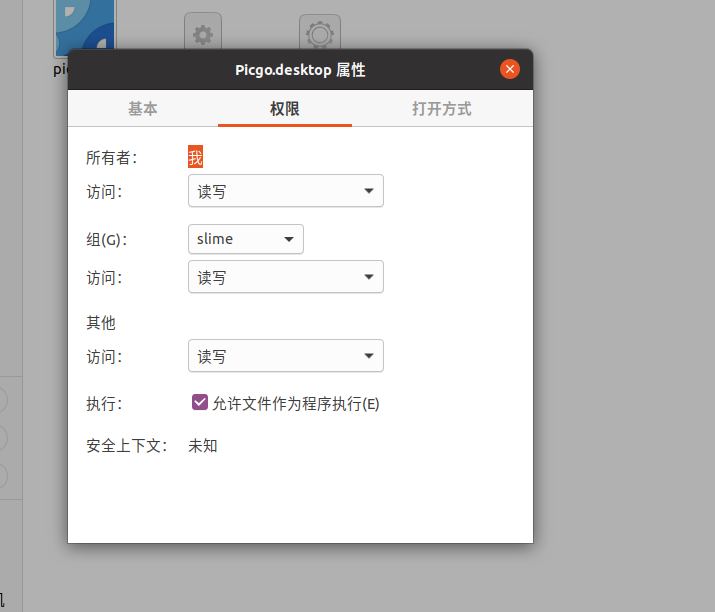 Picgo.desktop 属性
基本 权限 打开方式
所有者： 我
访问： 读写
组(G)： slime
访问： 读写
其他
访问： 读写
执行： 允许文件作为程序执行(E)
安全上下文： 未知